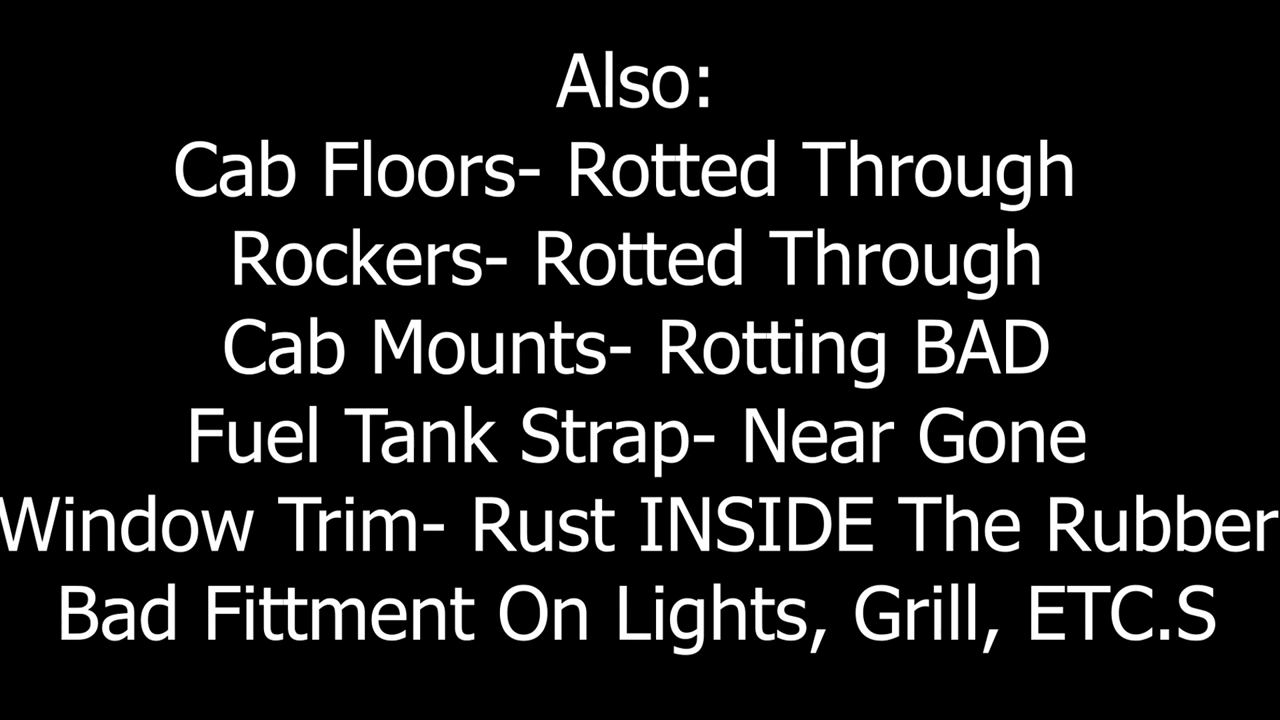 Also:
Cab Floors- Rotted Through
Rockers- Rotted Through
Cab Mounts- Rotting BAD
Fuel Tank Strap- Near Gone
Window Trim- Rust INSIDE The Rubber
Bad Fittment On Lights, Grill, ETC.S